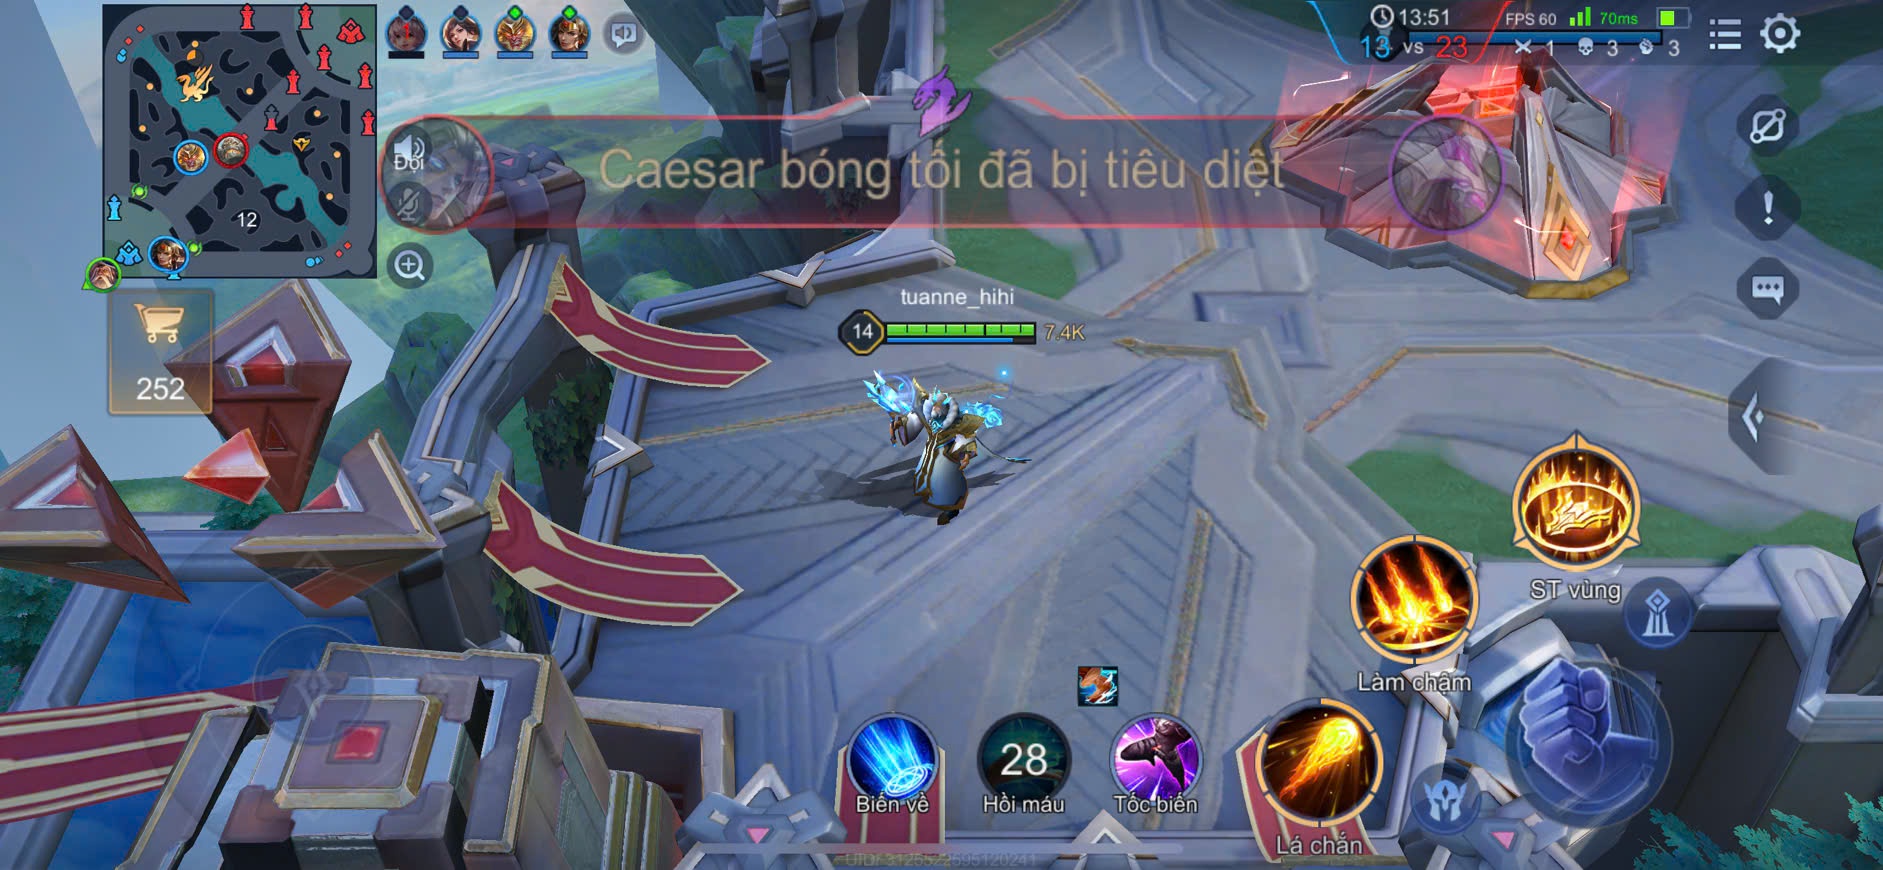 13:51
FPS 60
70ms
13 vs 23
1
3
3
Đội
Caesar bóng tối đã bị tiêu diệt
12
252
tuanne_hihi
14
7.4K
ST vùng
Làm chậm
28
Biến về
Hồi máu
Tốc biến
Lá chắn
UID: 3125522595120241